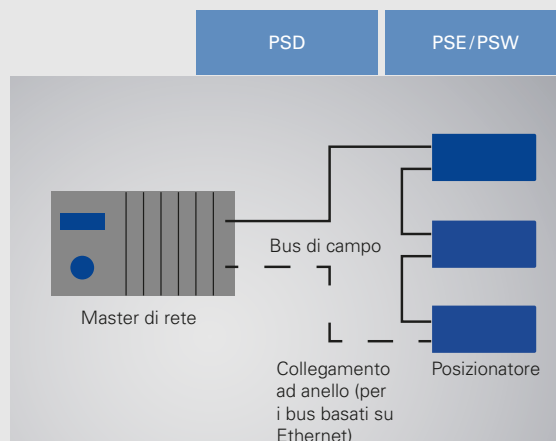 PSD
PSE/PSW
Bus di campo
Master di rete
Collegamento
ad anello (per
i bus basati su
Ethernet)
Posizionatore